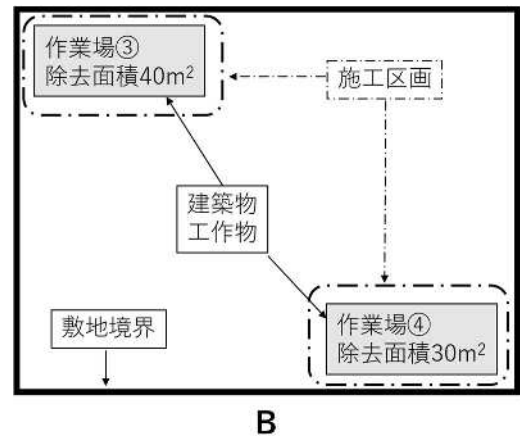 作業場③
除去面積40m²
施工区画
建築物
工作物
敷地境界
作業場④
除去面積30m²
B